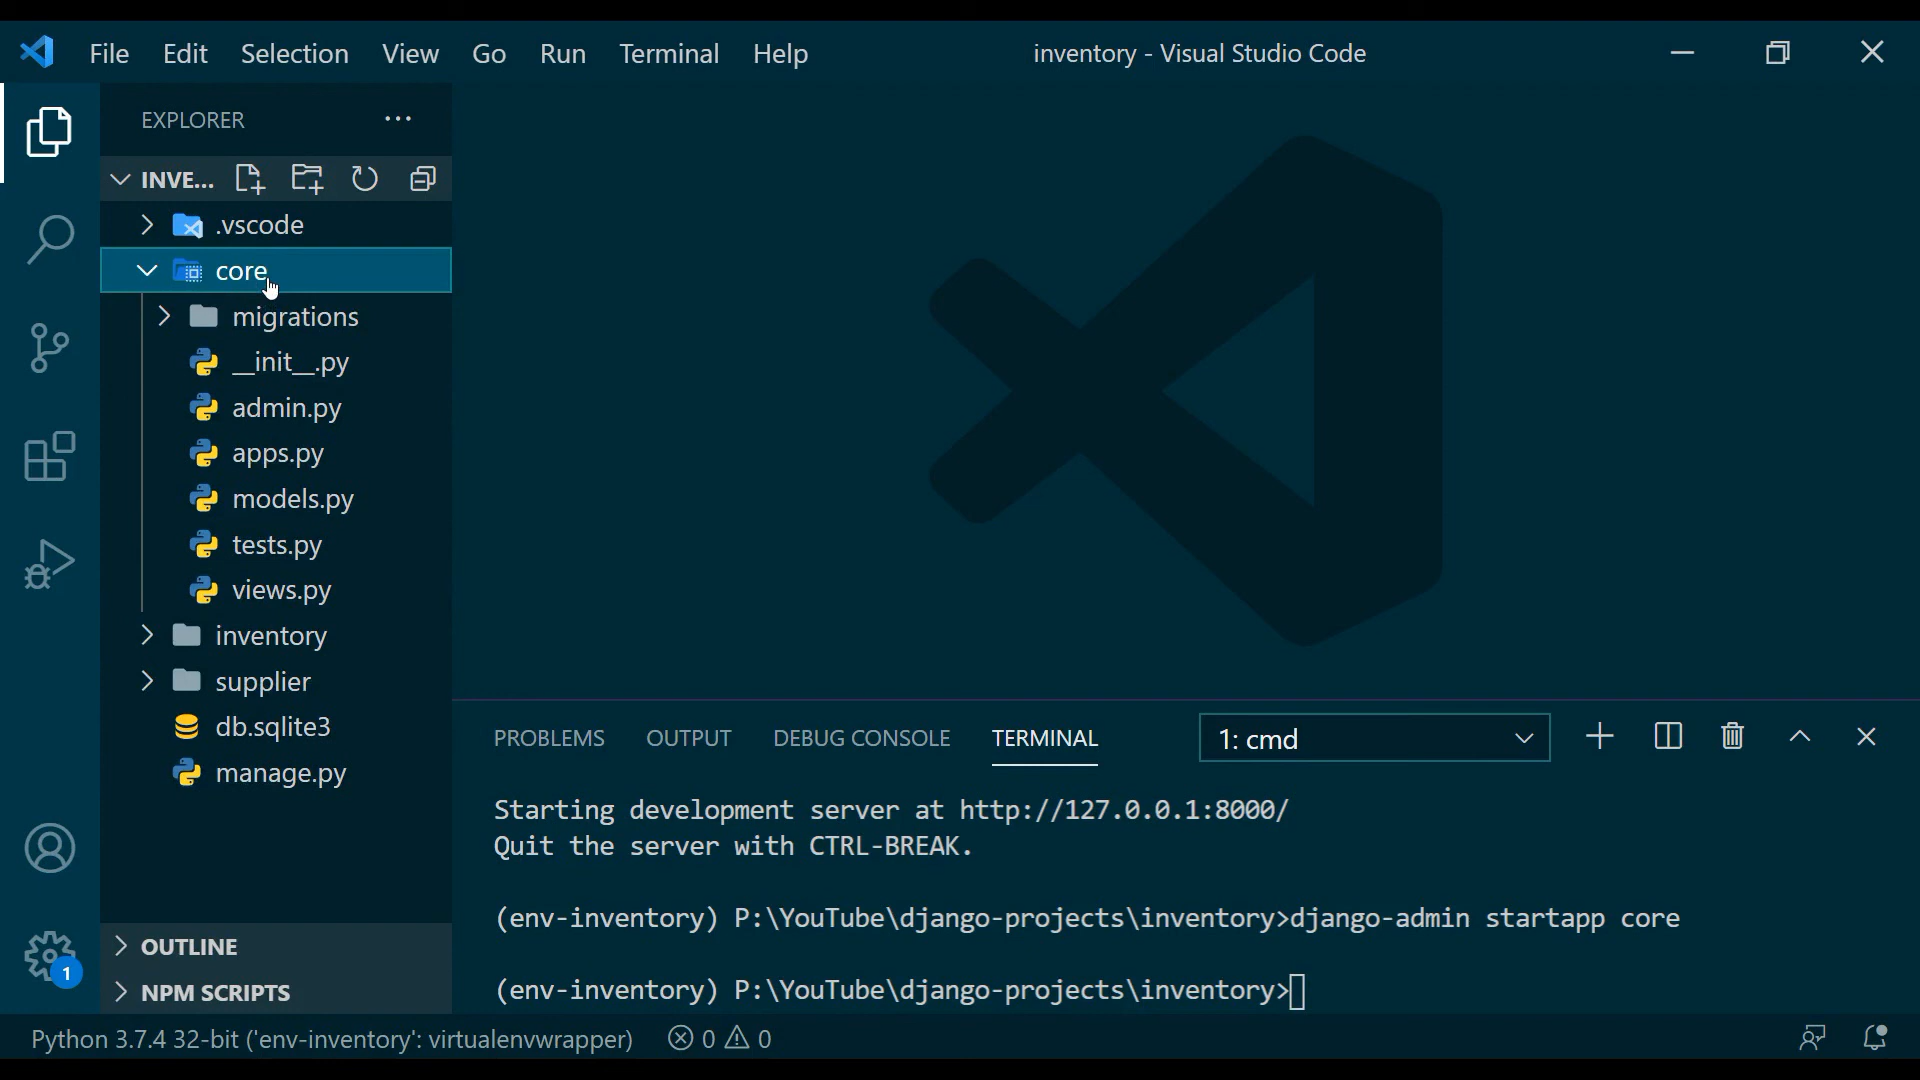 File Edit Selection View Go Run Terminal Help inventory - Visual Studio Code
EXPLORER ...
INVE...
.vscode
core
migrations
__init__.py
admin.py
apps.py
models.py
tests.py
views.py
inventory
supplier
db.sqlite3
manage.py
OUTLINE
NPM SCRIPTS
PROBLEMS OUTPUT DEBUG CONSOLE TERMINAL 1: cmd
Starting development server at http://127.0.0.1:8000/
Quit the server with CTRL-BREAK.
(env-inventory) P:\YouTube\django-projects\inventory>django-admin startapp core
(env-inventory) P:\YouTube\django-projects\inventory>
1
Python 3.7.4 32-bit ('env-inventory': virtualenvwrapper) 0 0